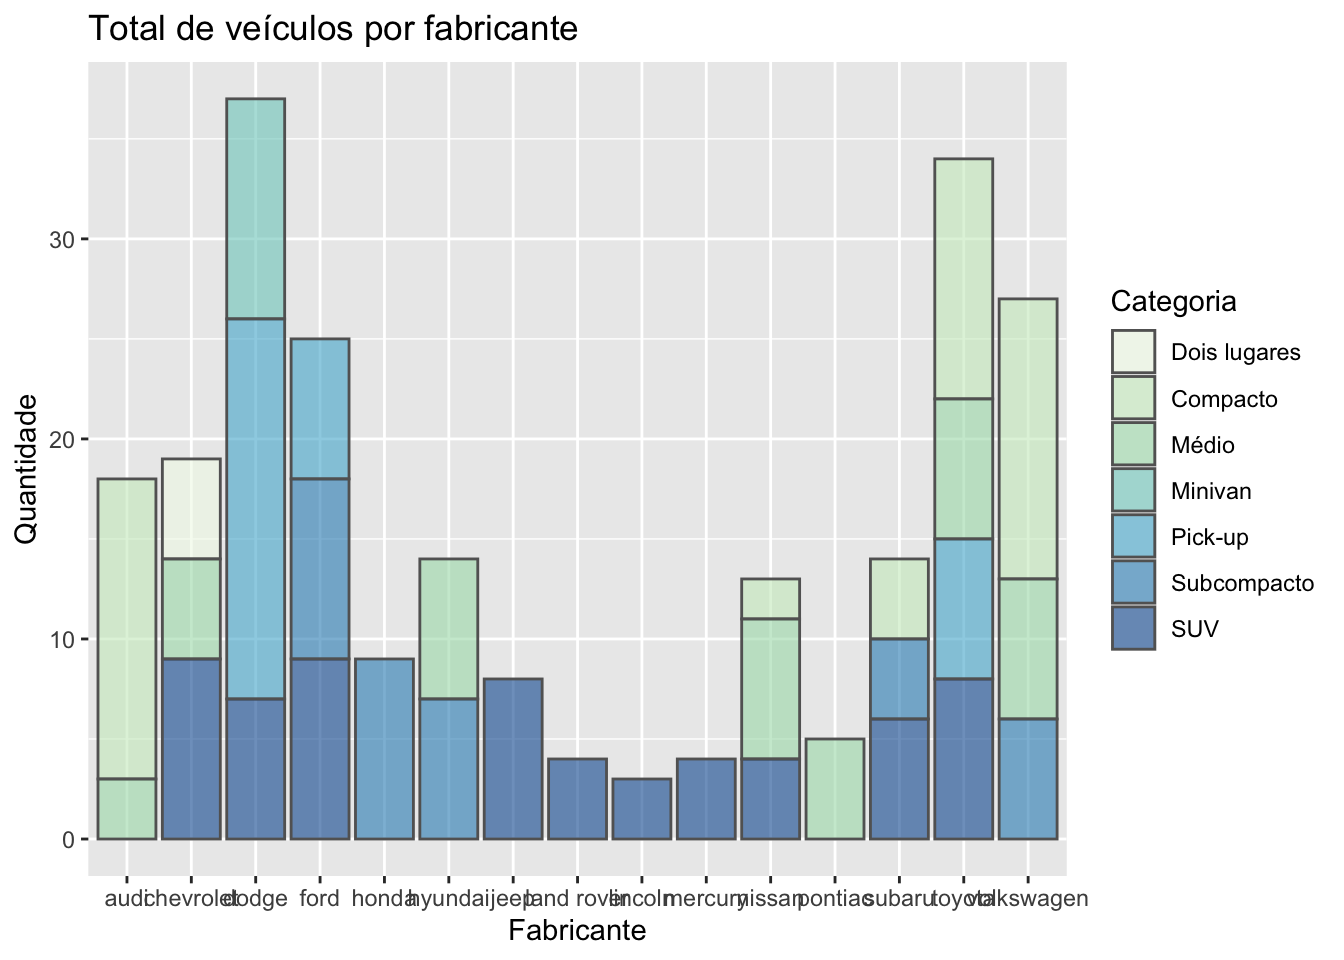 Total de veículos por fabricante
Quantidade
30
20
10
0
audi chevrolet dodge ford honda hyundai jeep land rover lincoln mercury nissan pontiac subaru toyota volkswagen
Fabricante
Categoria
Dois lugares
Compacto
Médio
Minivan
Pick-up
Subcompacto
SUV